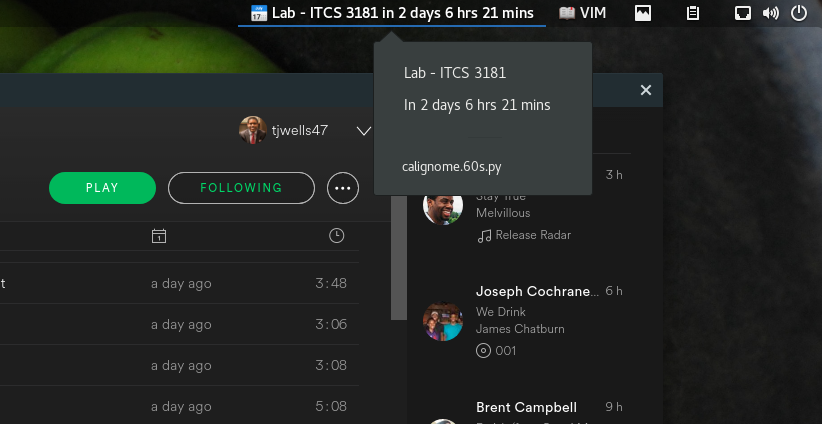 Lab - ITCS 3181 in 2 days 6 hrs 21 mins
VIM
Lab - ITCS 3181
In 2 days 6 hrs 21 mins
calignome.60s.py
tjwells47
PLAY
FOLLOWING
t
a day ago
3:48
a day ago
3:06
a day ago
3:08
a day ago
5:08
3 h
Stay True
Melvillous
Release Radar
Joseph Cochrane...
6 h
We Drink
James Chatburn
001
Brent Campbell
9 h